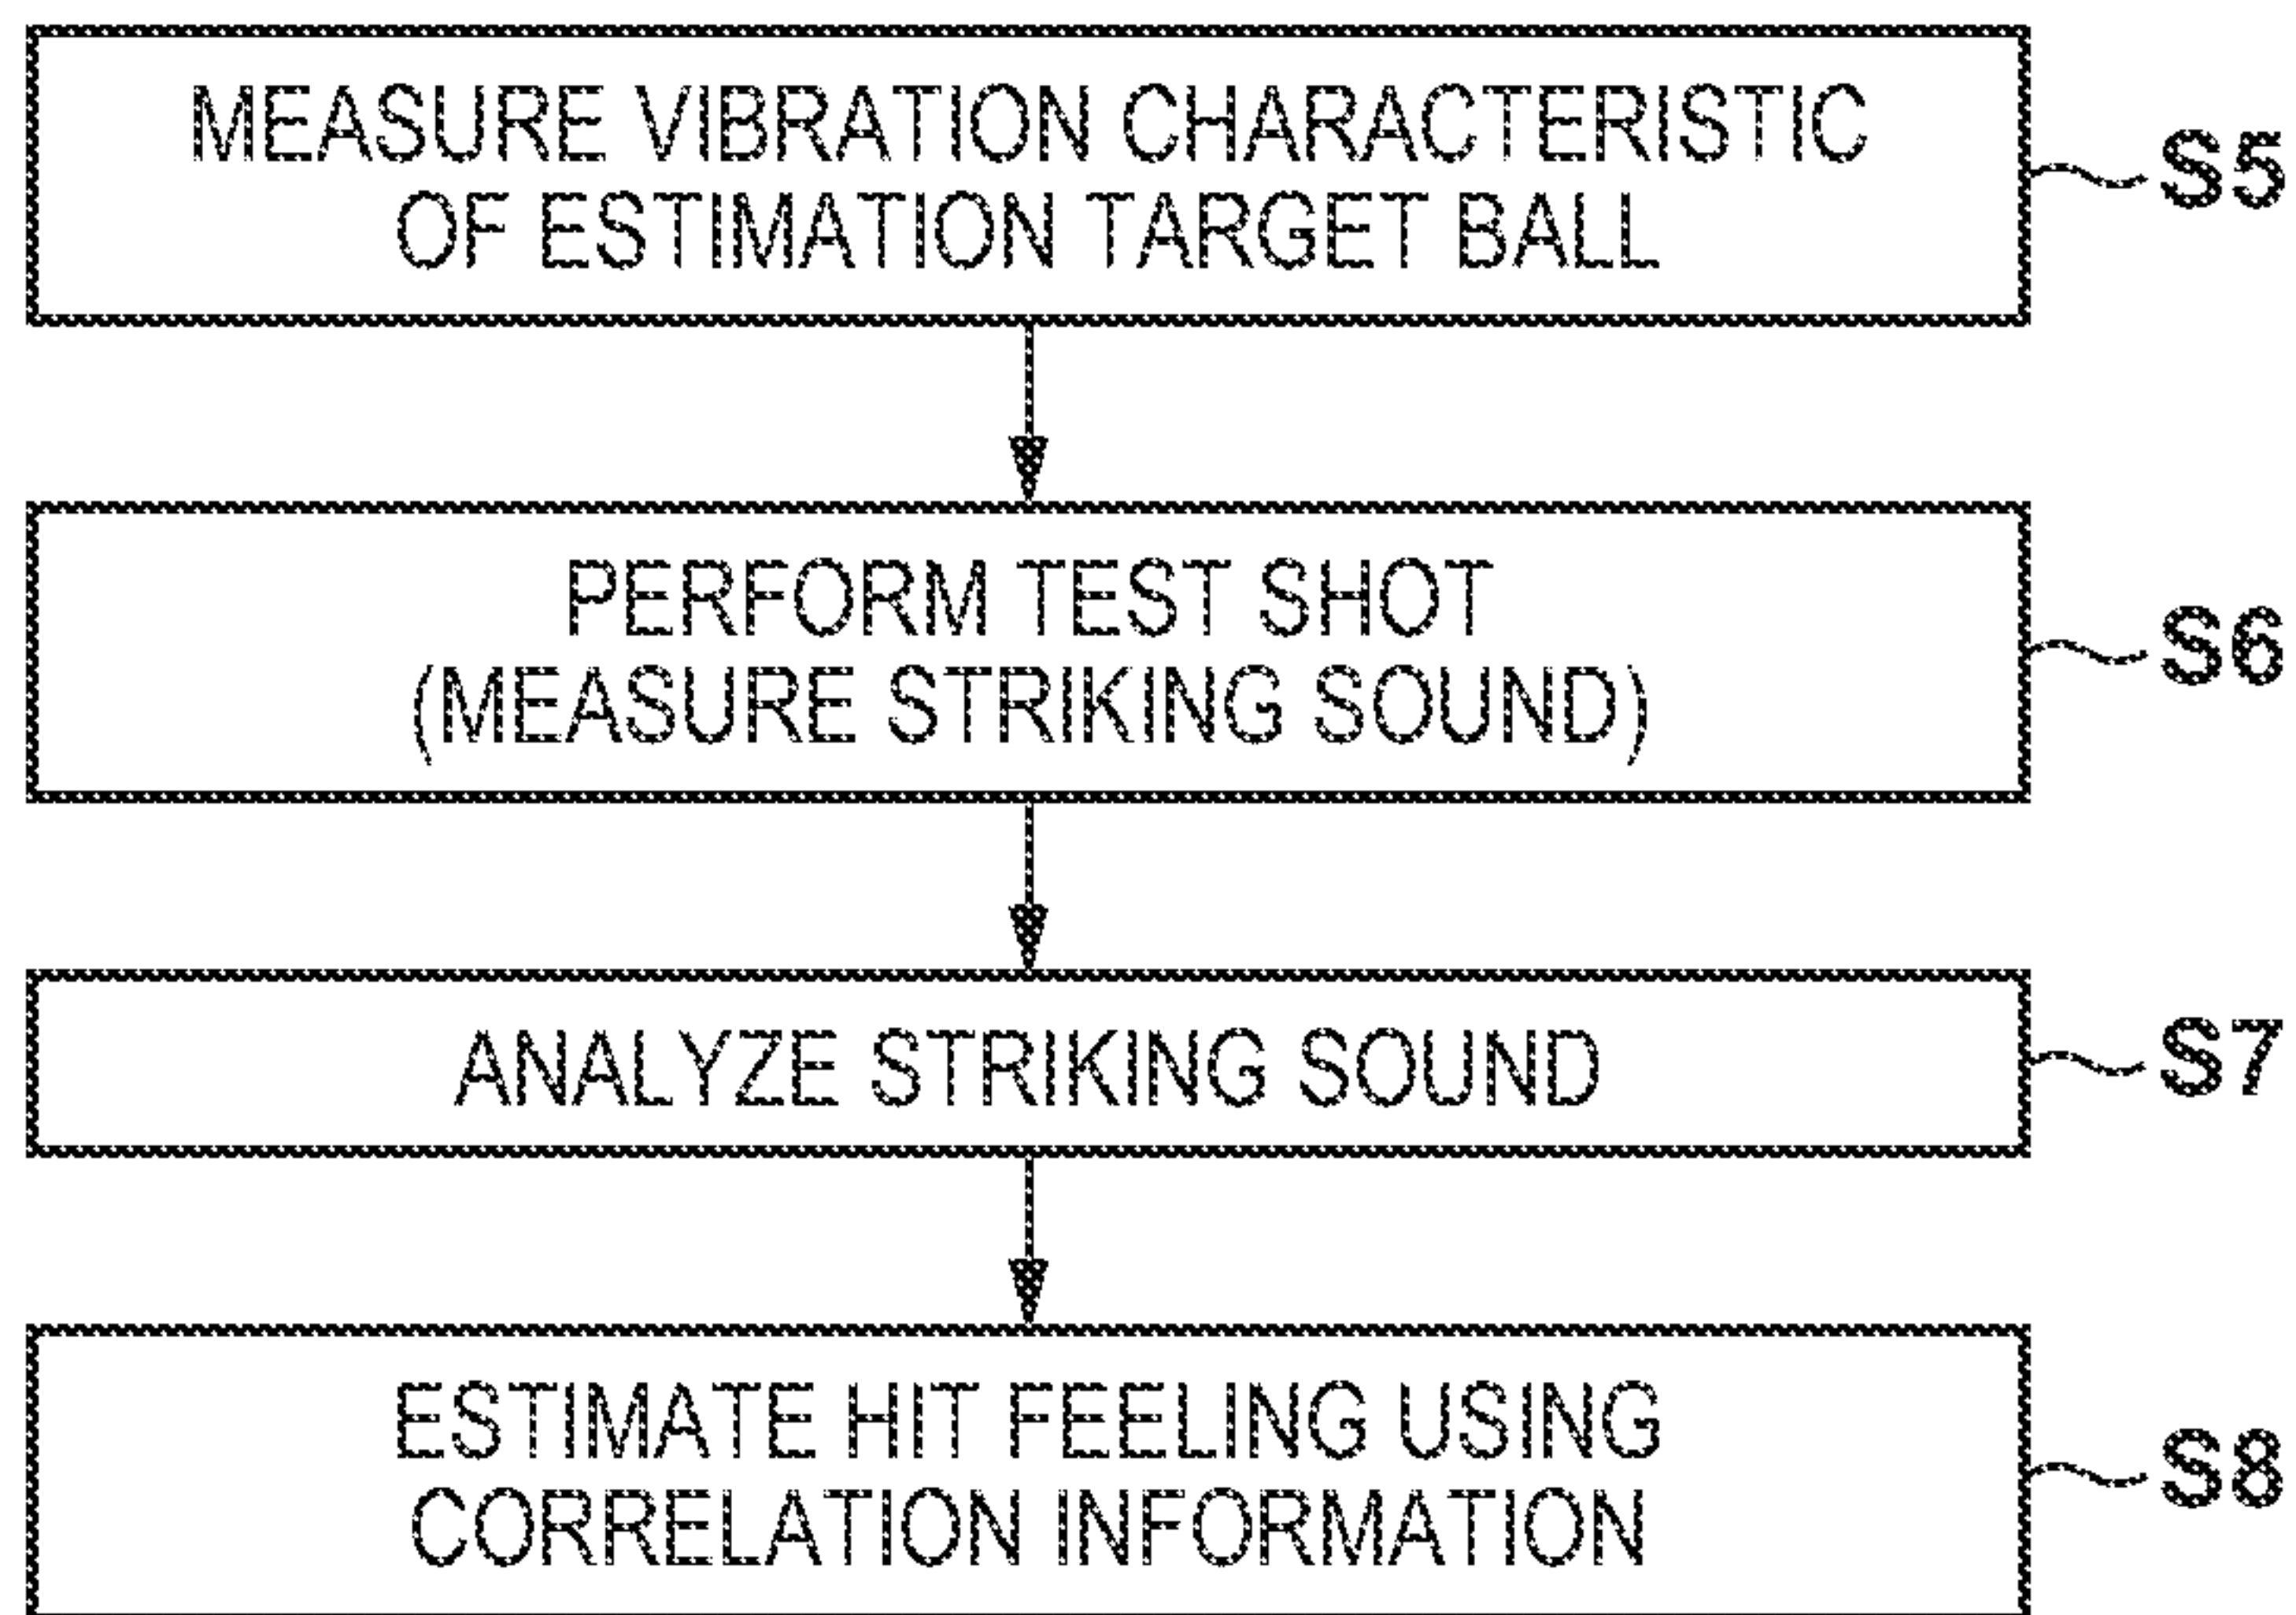 MEASURE VIBRATION CHARACTERISTIC
OF ESTIMATION TARGET BALL
S5
PERFORM TEST SHOT
(MEASURE STRIKING SOUND)
S6
ANALYZE STRIKING SOUND
S7
ESTIMATE HIT FEELING USING
CORRELATION INFORMATION
S8